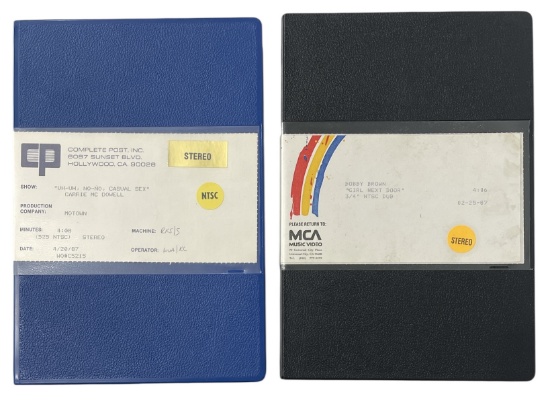 cp
COMPLETE POST, INC.
6087 SUNSET BLVD.
HOLLYWOOD, CA. 90028
STEREO
SHOW: "UH-HH, NO-NO, CASUAL SEX"
CARRIE MC DOWELL
NTSC
PRODUCTION
COMPANY: MOTOWN
MINUTES: 4:00 MACHINE:
(525 NTSC) STEREO
DATE: 4/20/87 OPERATOR:
WO#C5215
BOBBY BROWN
"GIRL NEXT DOOR" 4:06
3/4" NTSC DUB
02-25-87
PLEASE RETURN TO:
MCA
MUSIC VIDEO
STEREO